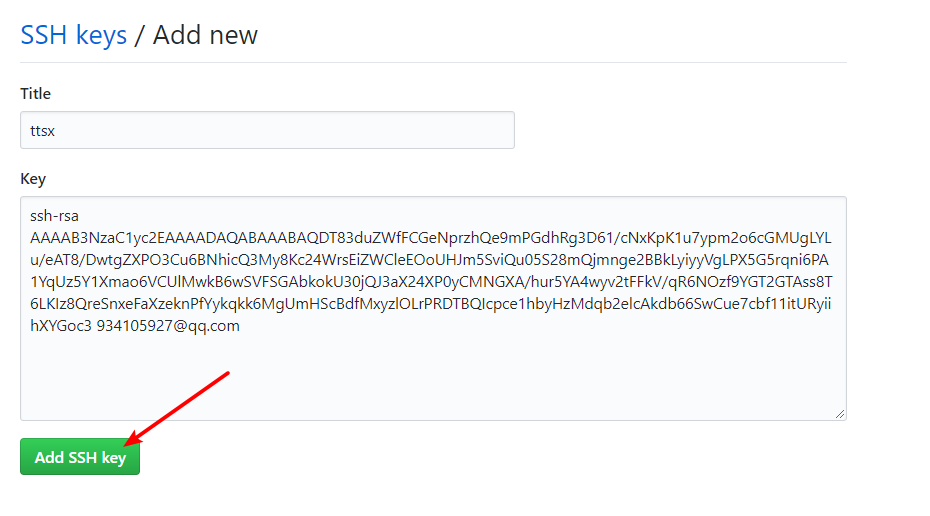 SSH keys / Add new
Title
ttsx
Key
ssh-rsa
AAAAB3NzaC1yc2EAAAADAQABAAABAQDT83duZWfFCGeNprzhQe9mPGdhRg3D61/cNxKpK1u7ypm2o6cGMUgLYL
u/eAT8/DwtgZXPO3Cu6BNhicQ3My8Kc24WrsEiZWCleEOoUHJm5SviQu05S28mQjmnge2BBkLyiyyVgLPX5G5rqni6PA
1YqUz5Y1Xmao6VCUlMwkB6wSVFSGAbkokU30jQJ3aX24XP0yCMNGXA/hur5YA4wyv2tFFkV/qR6NOzf9YGT2GTAss8T
6LKIz8QreSnxeFaXzeknPfYykqkk6MgUmHScBdfMxyzlOLrPRDTBQIcpce1hbyHzMdqb2eIcAkdb66SwCue7cbf11itURyii
hXYGoc3 934105927@qq.com
Add SSH key